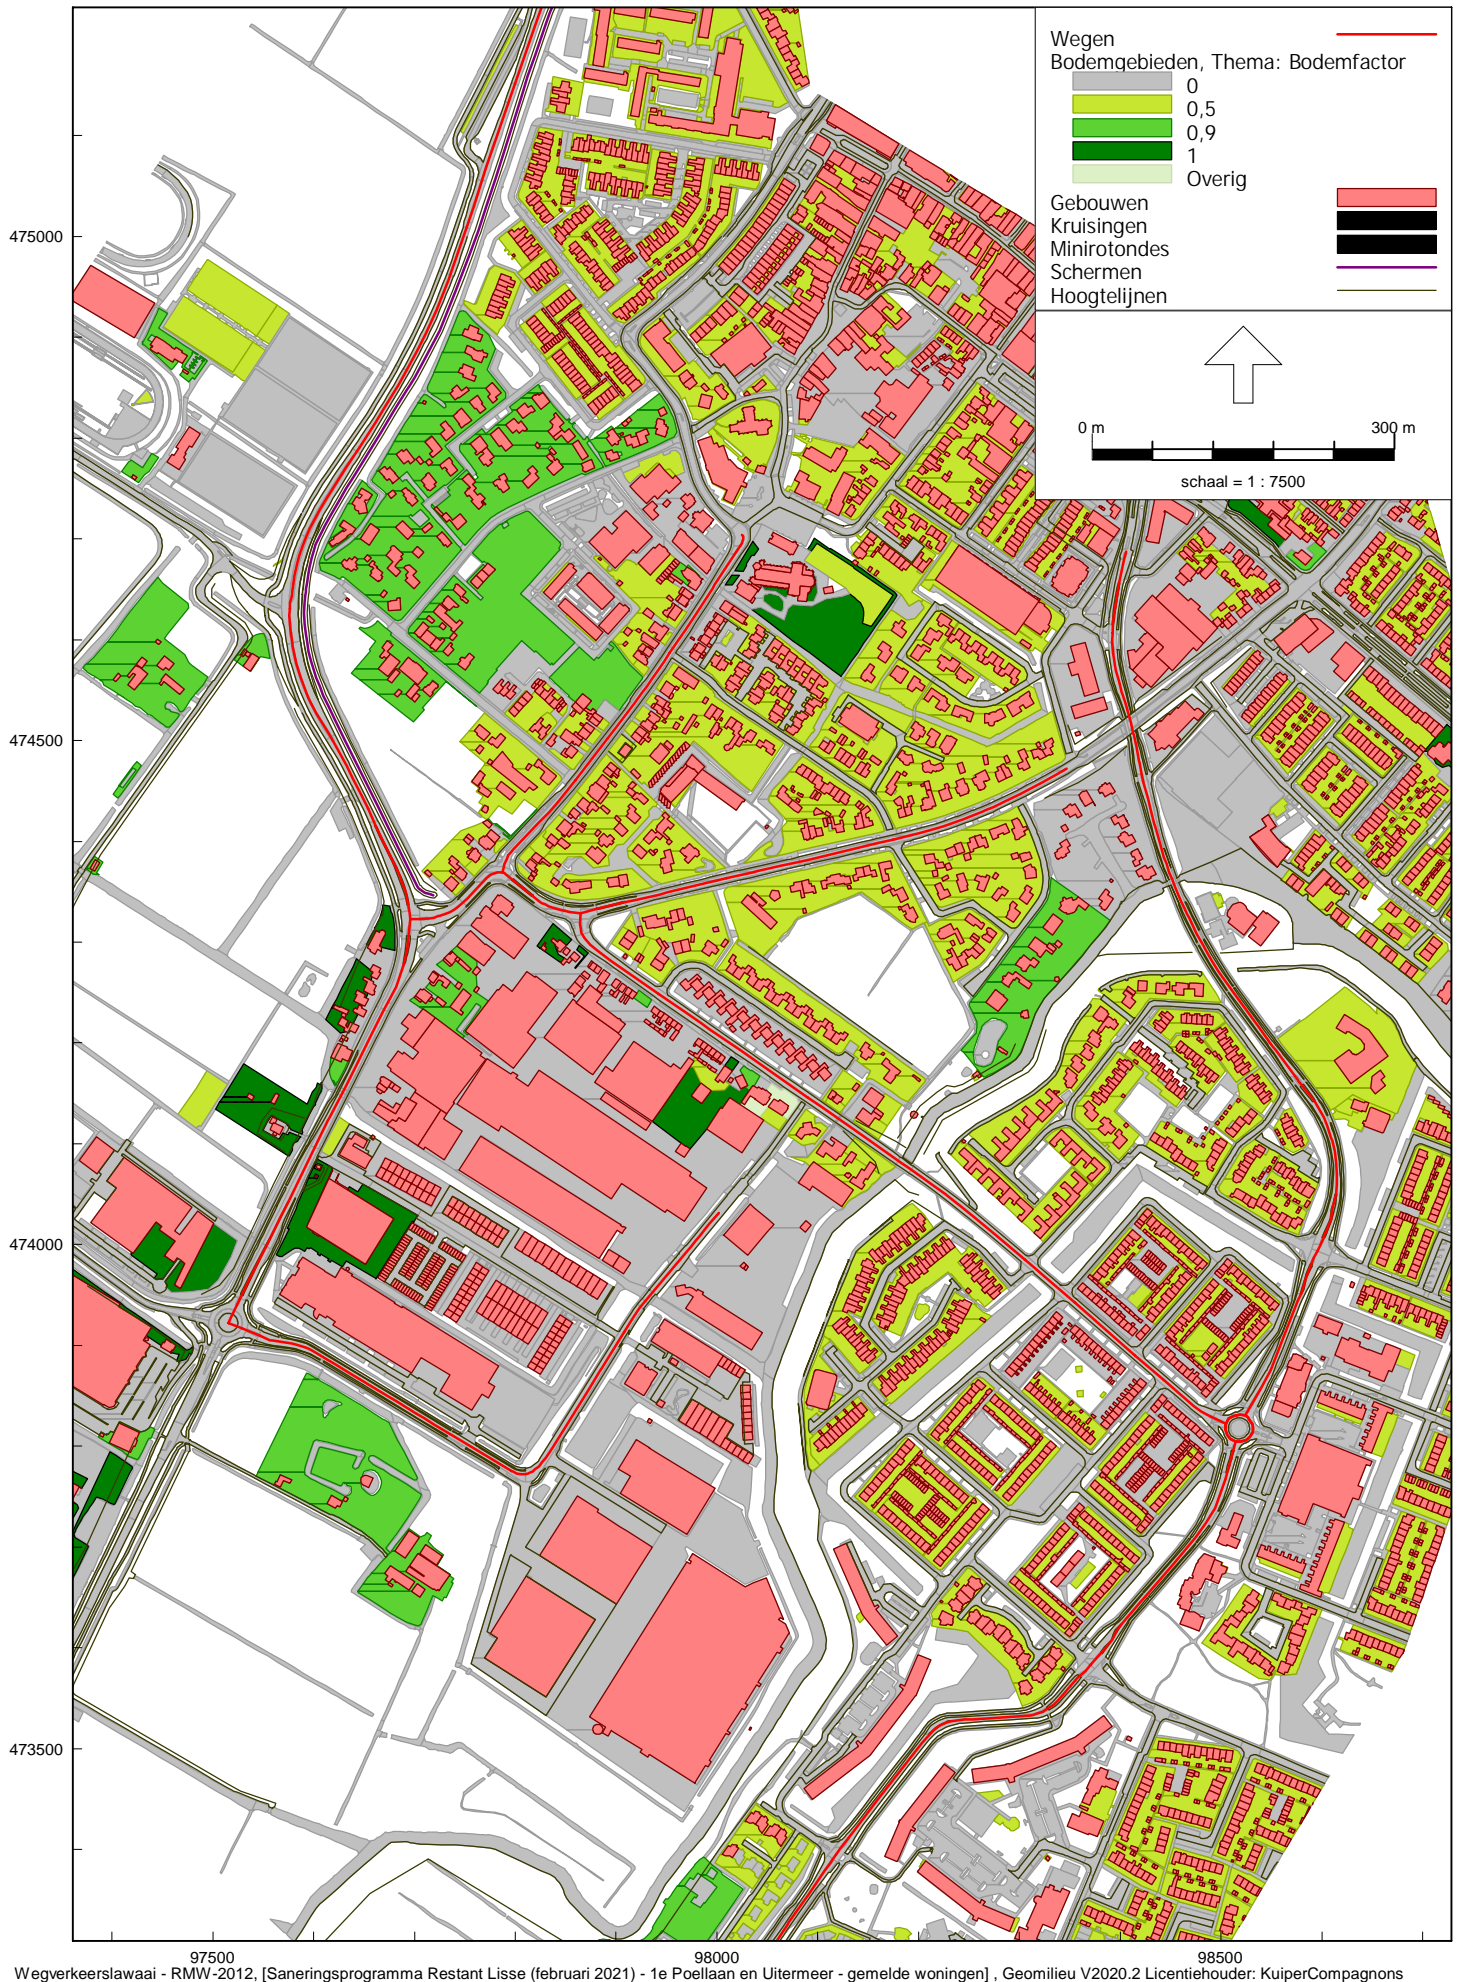 Wegen
Bodemgebieden, Thema: Bodemfactor
0
0,5
0,9
1
Overig
Gebouwen
Kruisingen
Minirotondes
Schermen
Hoogtelijnen
0 m 300 m
schaal = 1 : 7500
475000
474500
474000
473500
97500 98000 98500
Wegverkeerslawaai - RMW-2012, [Saneringsprogramma Restant Lisse (februari 2021) - 1e Poellaan en Uitermeer - gemelde woningen] , Geomilieu V2020.2 Licentiehouder: KuiperCompagnons